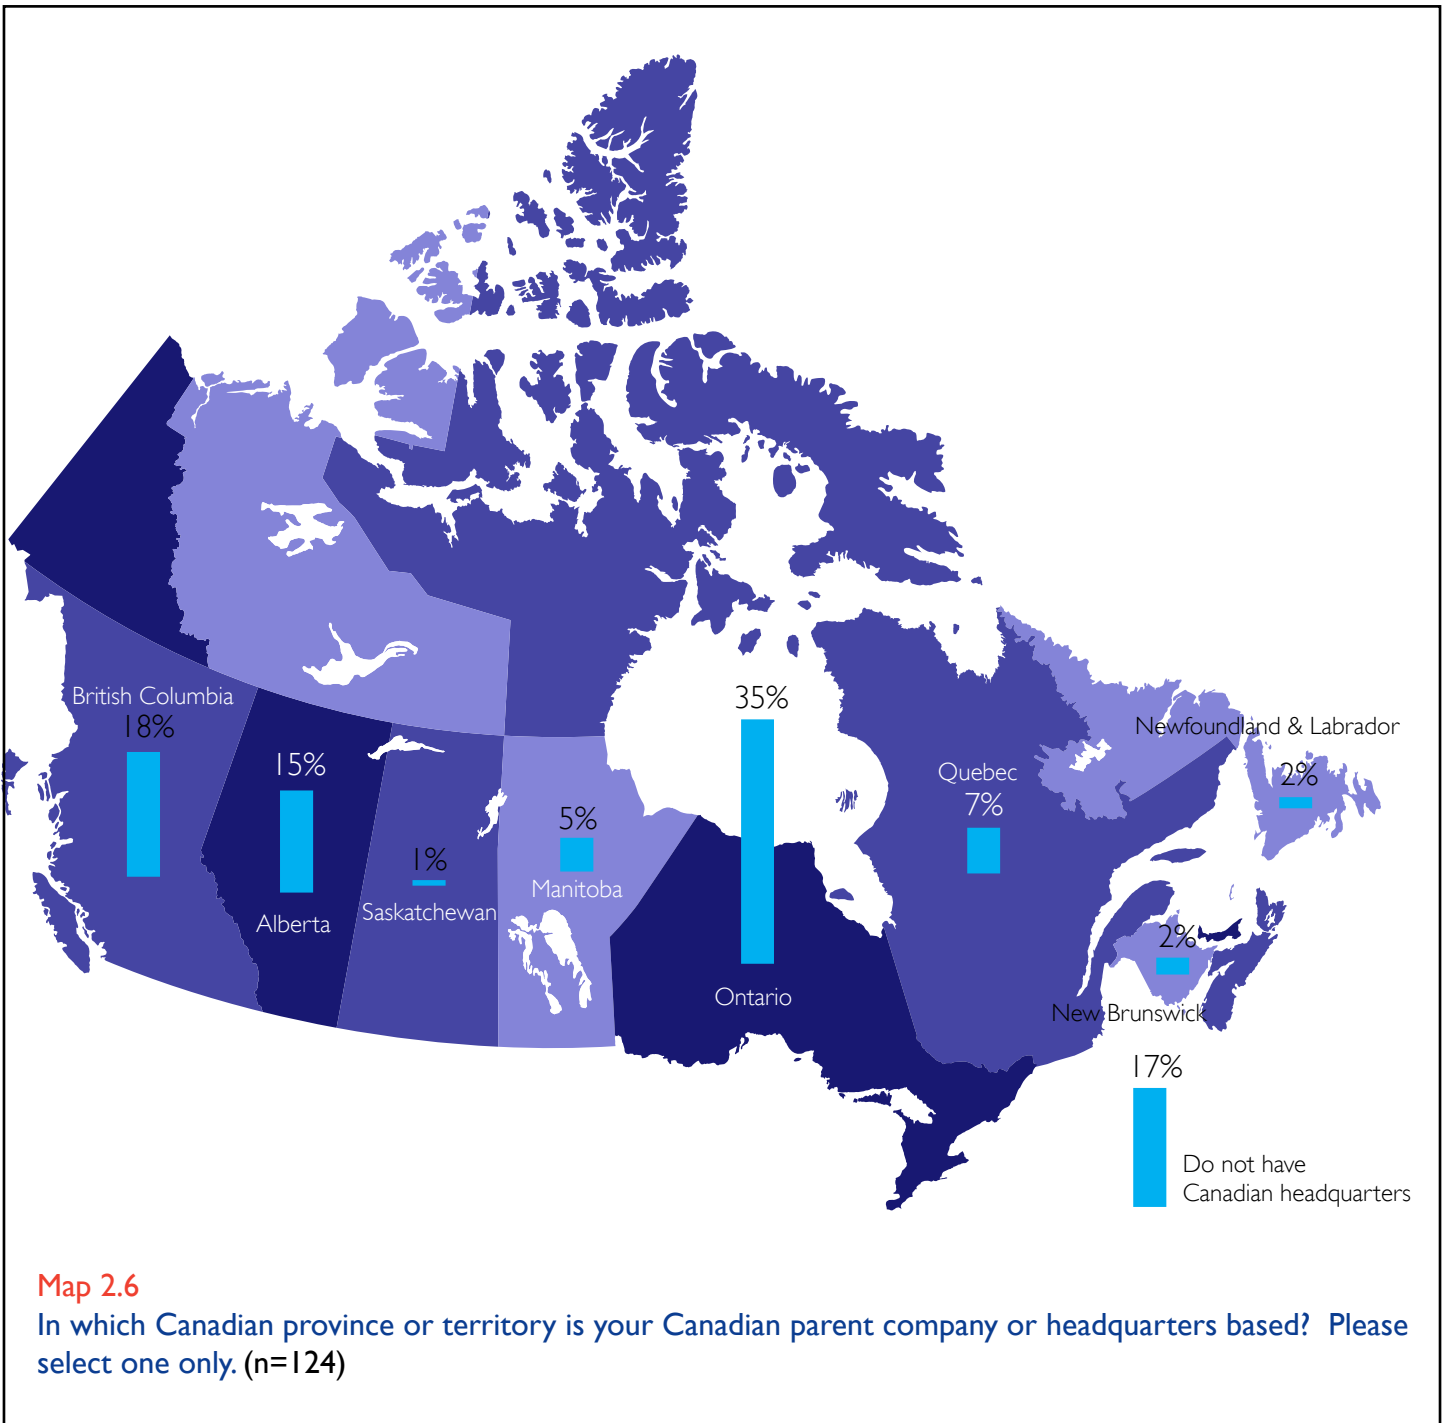 35%
British Columbia
18%
Newfoundland & Labrador
15%
Quebec
2%
7%
5%
1%
Manitoba
Saskatchewan
Alberta
2%
Ontario
New Brunswick
17%
Do not have
Canadian headquarters
Map 2.6
In which Canadian province or territory is your Canadian parent company or headquarters based?  Please
select one only. (n=124)